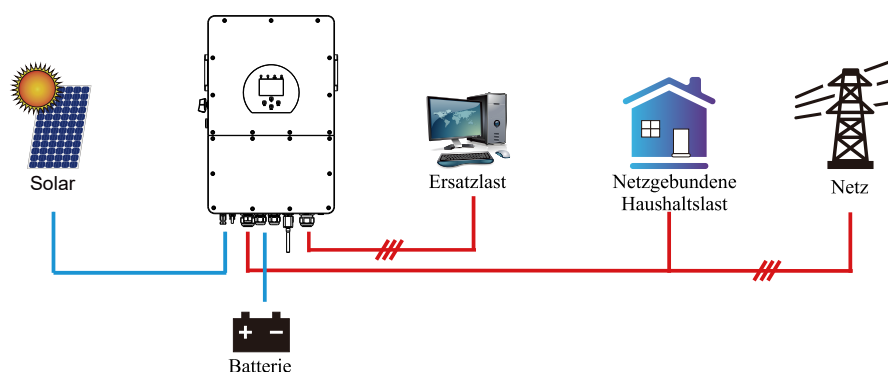 Solar
Ersatzlast
Netzgebundene
Haushaltslast
Netz
Batterie